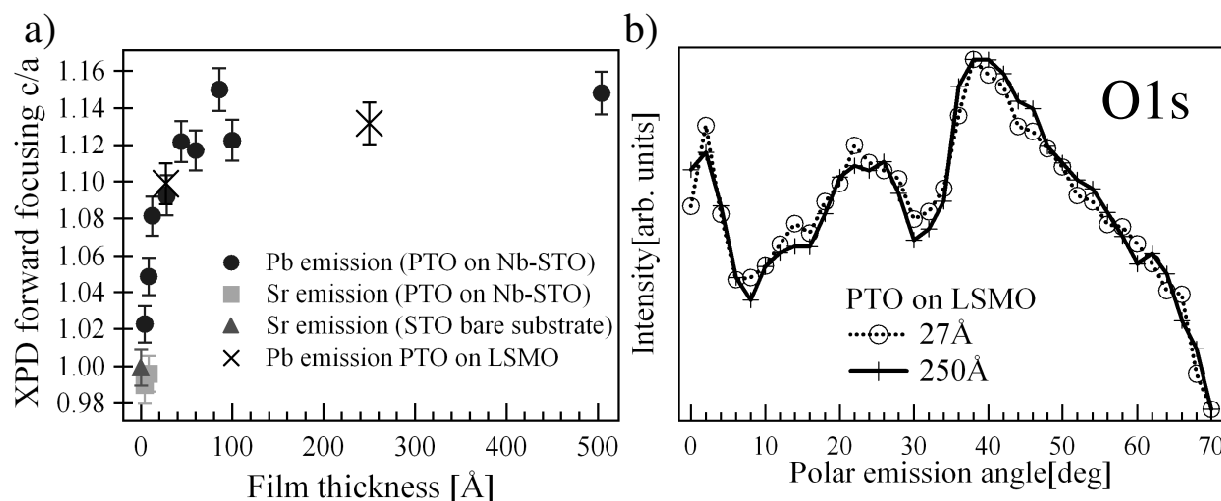 a)
XPD forward focusing c/a
1.16
1.14
1.12
1.10
1.08
1.06
1.04
1.02
1.00
0.98
Pb emission (PTO on Nb-STO)
Sr emission (PTO on Nb-STO)
Sr emission (STO bare substrate)
Pb emission PTO on LSMO
0 100 200 300 400 500
Film thickness [Å]
b)
O1s
Intensity[arb. units]
PTO on LSMO
27Å
250Å
0 10 20 30 40 50 60 70
Polar emission angle[deg]